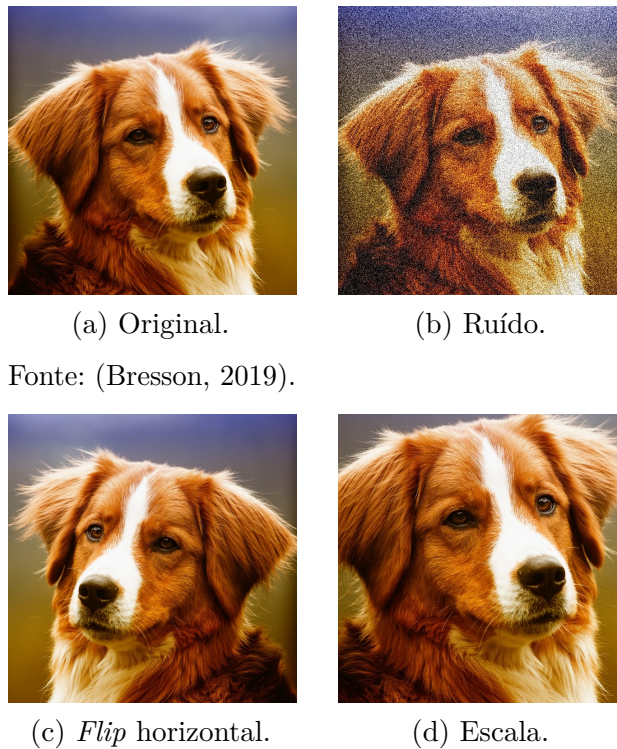 (a) Original.
(b) Ruído.
Fonte: (Bresson, 2019).
(c) Flip horizontal.
(d) Escala.